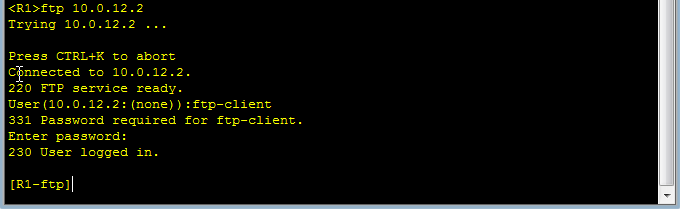 <R1>ftp 10.0.12.2
Trying 10.0.12.2 ...
Press CTRL+K to abort
Connected to 10.0.12.2.
220 FTP service ready.
User(10.0.12.2:(none)):ftp-client
331 Password required for ftp-client.
Enter password:
230 User logged in.
[R1-ftp]